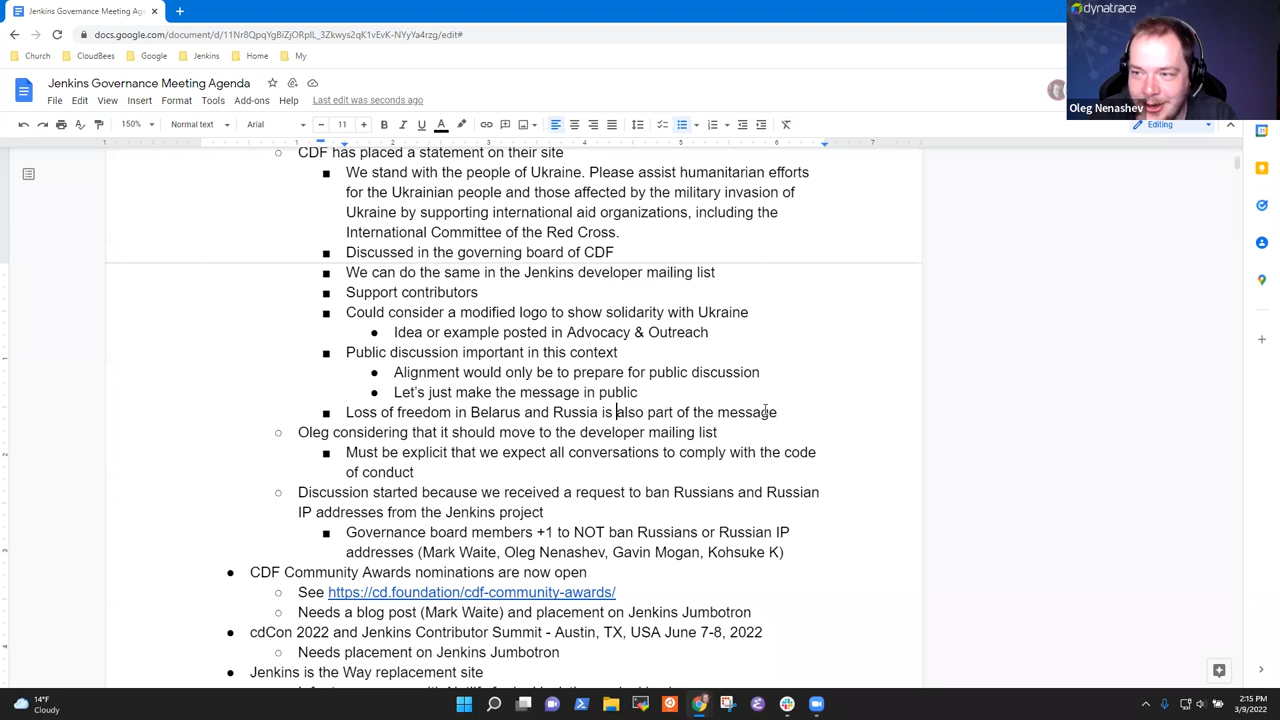 Jenkins Governance Meeting Ag
docs.google.com/document/d/11Nr8QpqYgBiZjORpIL_3Zkwys2qK1vEvK-NYyYa4rzg/edit#
Church
CloudBees
Google
Jenkins
Home
My
dynatrace
Oleg Nenashev
Jenkins Governance Meeting Agenda
File Edit View Insert Format Tools Add-ons Help Last edit was seconds ago
150% Normal text Arial 11 Editing
1 1 2 3 4 5 6 7
CDF has placed a statement on their site
We stand with the people of Ukraine. Please assist humanitarian efforts
for the Ukrainian people and those affected by the military invasion of
Ukraine by supporting international aid organizations, including the
International Committee of the Red Cross.
Discussed in the governing board of CDF
We can do the same in the Jenkins developer mailing list
Support contributors
Could consider a modified logo to show solidarity with Ukraine
Idea or example posted in Advocacy & Outreach
Public discussion important in this context
Alignment would only be to prepare for public discussion
Let's just make the message in public
Loss of freedom in Belarus and Russia is also part of the message
Oleg considering that it should move to the developer mailing list
Must be explicit that we expect all conversations to comply with the code
of conduct
Discussion started because we received a request to ban Russians and Russian
IP addresses from the Jenkins project
Governance board members +1 to NOT ban Russians or Russian IP
addresses (Mark Waite, Oleg Nenashev, Gavin Mogan, Kohsuke K)
CDF Community Awards nominations are now open
See https://cd.foundation/cdf-community-awards/
Needs a blog post (Mark Waite) and placement on Jenkins Jumbotron
cdCon 2022 and Jenkins Contributor Summit - Austin, TX, USA June 7-8, 2022
Needs placement on Jenkins Jumbotron
Jenkins is the Way replacement site
14°F
Cloudy
2:15 PM
3/9/2022